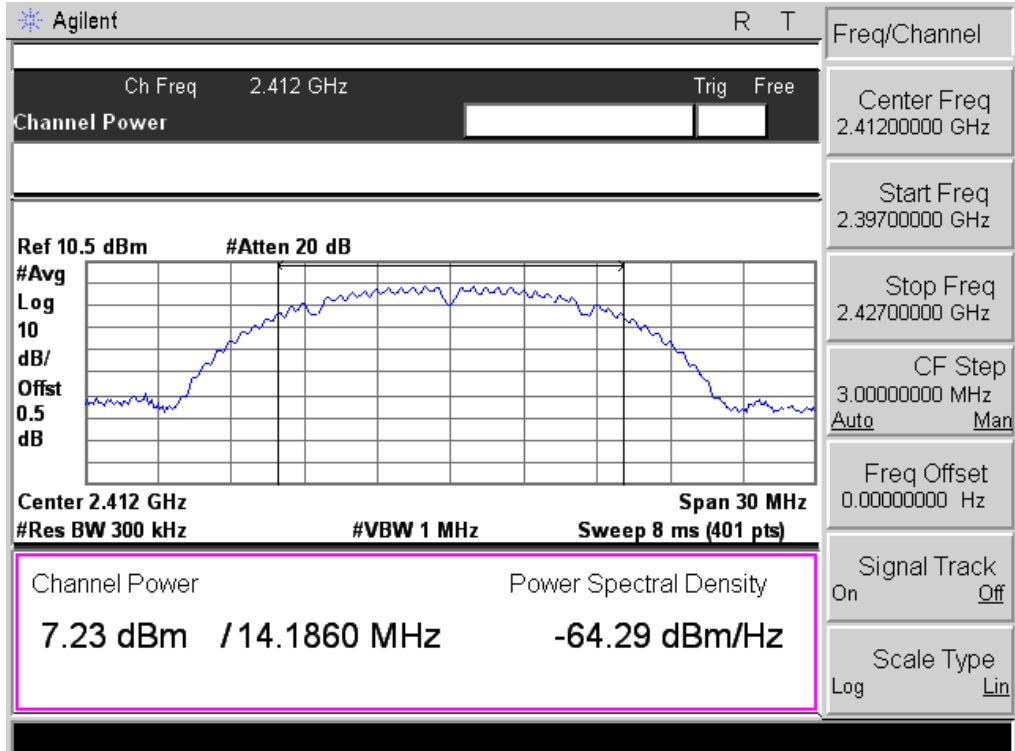 Agilent R T
Ch Freq 2.412 GHz Trig Free
Channel Power
Ref 10.5 dBm #Atten 20 dB
#Avg
Log
10
dB/
Offst
0.5
dB
Center 2.412 GHz Span 30 MHz
#Res BW 300 kHz #VBW 1 MHz Sweep 8 ms (401 pts)
Channel Power Power Spectral Density
7.23 dBm /14.1860 MHz -64.29 dBm/Hz
Freq/Channel
Center Freq
2.41200000 GHz
Start Freq
2.39700000 GHz
Stop Freq
2.42700000 GHz
CF Step
3.00000000 MHz
Auto Man
Freq Offset
0.00000000 Hz
Signal Track
On Off
Scale Type
Log Lin